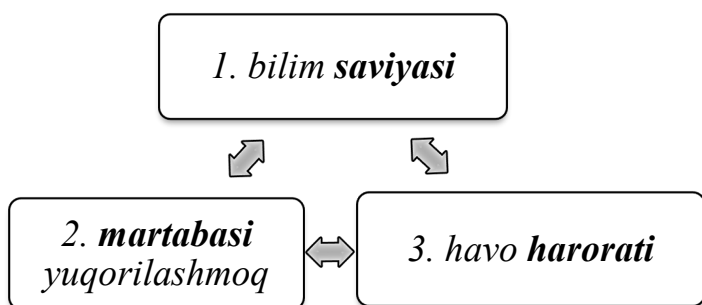 1. bilim saviyasi
2. martabasi
yuqorilashmoq
3. havo harorati